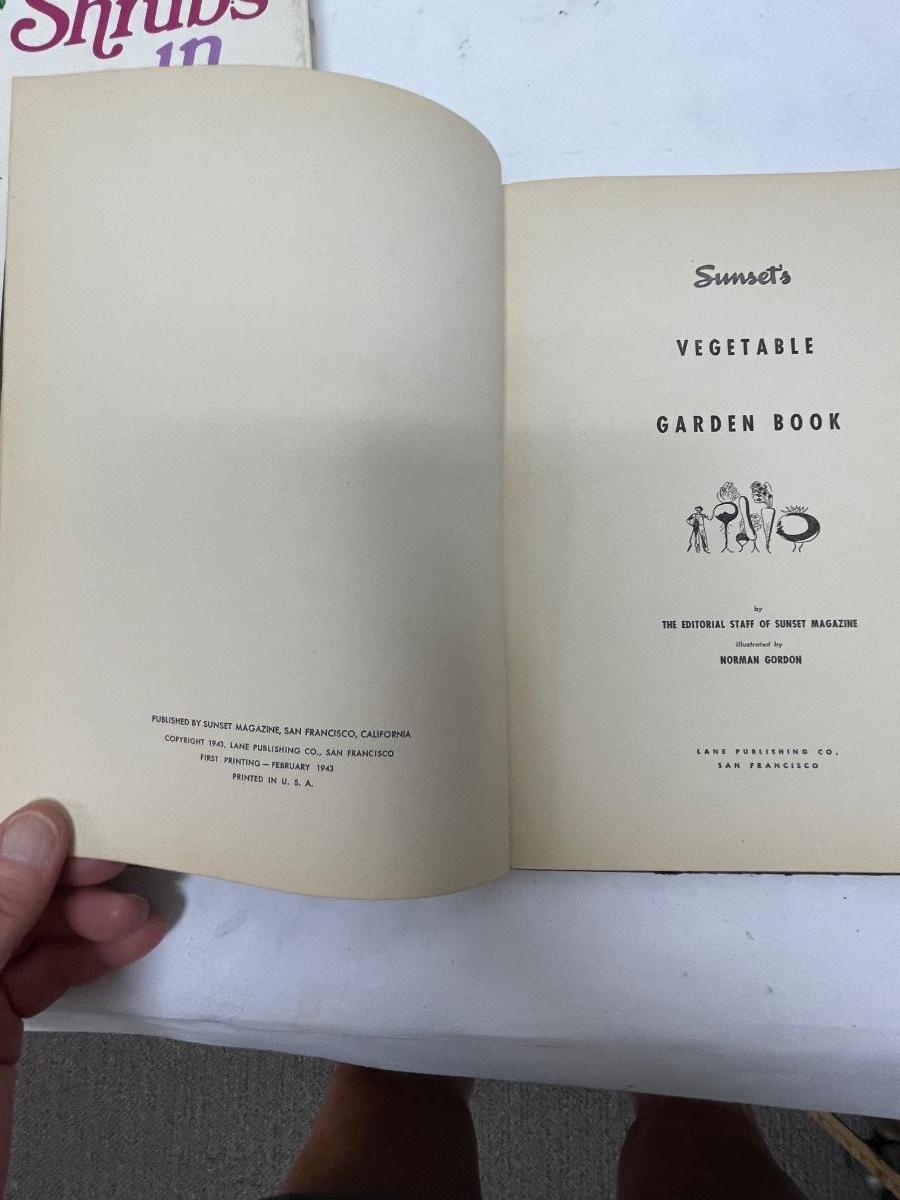 Shrubs
in
PUBLISHED BY SUNSET MAGAZINE, SAN FRANCISCO, CALIFORNIA
COPYRIGHT 1943, LANE PUBLISHING CO., SAN FRANCISCO
FIRST PRINTING — FEBRUARY 1943
PRINTED IN U. S. A.
Sunset's
VEGETABLE
GARDEN BOOK
by
THE EDITORIAL STAFF OF SUNSET MAGAZINE
illustrated by
NORMAN GORDON
LANE PUBLISHING CO.
SAN FRANCISCO